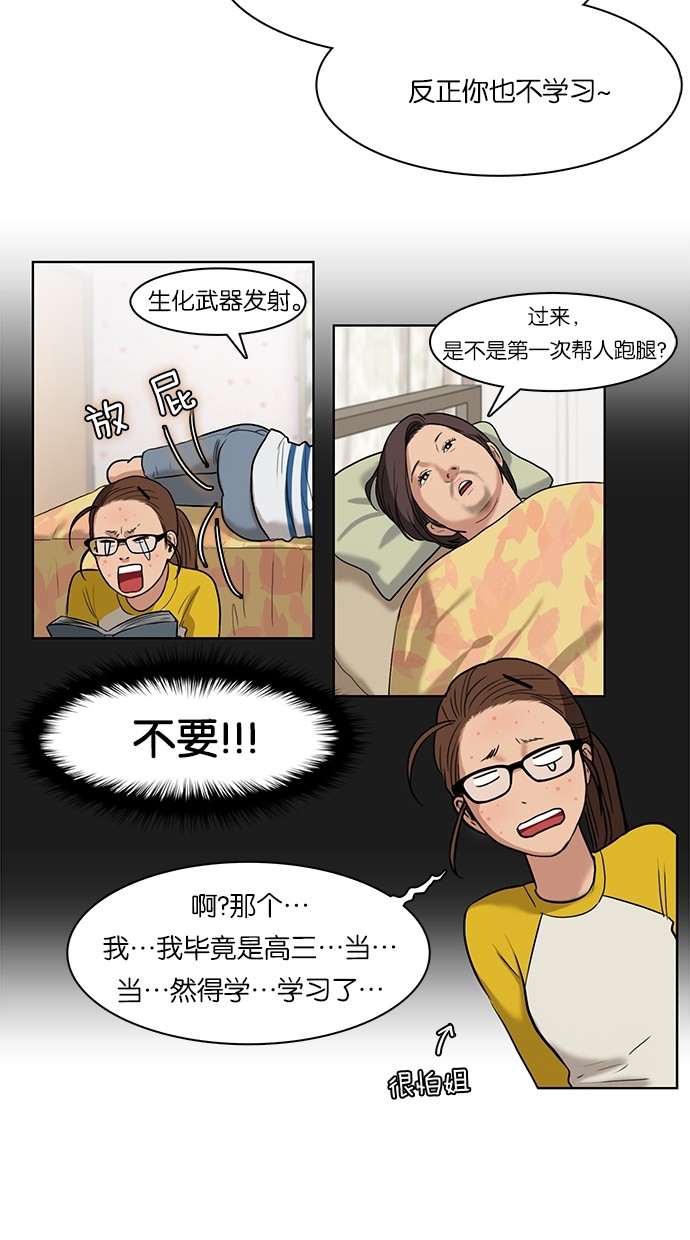 反正你也不学习~
生化武器发射。
放屁
过来,
是不是第一次帮人跑腿?
不要!!!
啊?那个…
我…我毕竟是高三…当…
当…然得学…学习了…
很怕姐